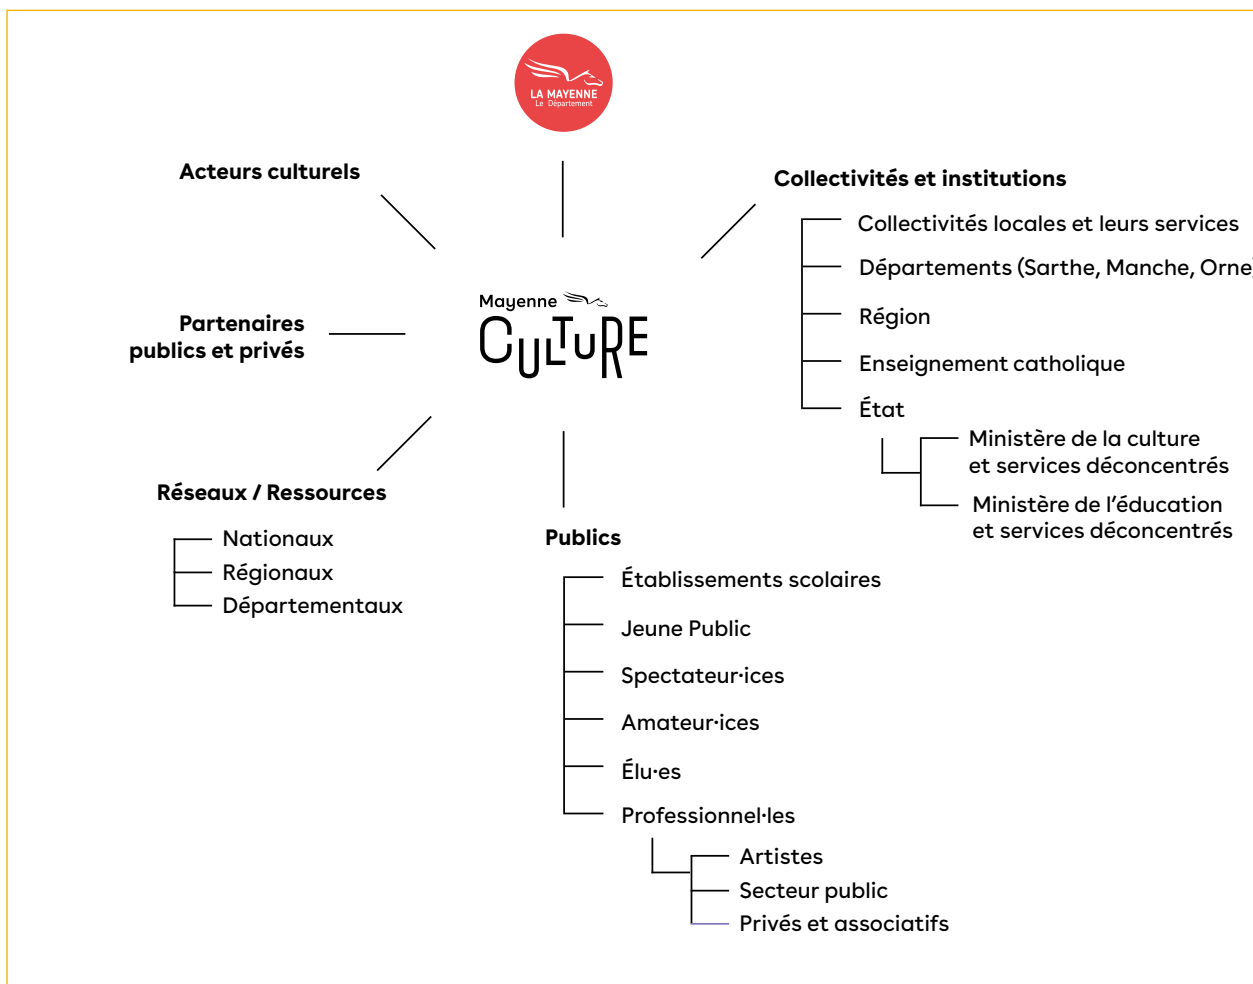 LA MAYENNE
Le Département
Acteurs culturels
Collectivités et institutions
Collectivités locales et leurs services
Départements (Sarthe, Manche, Orne)
Région
Enseignement catholique
État
Ministère de la culture
et services déconcentrés
Ministère de l'éducation
et services déconcentrés
Mayenne
CULTURE
Partenaires
publics et privés
Réseaux / Ressources
Nationaux
Régionaux
Départementaux
Publics
Établissements scolaires
Jeune Public
Spectateur·ices
Amateur·ices
Élu·es
Professionnel·les
Artistes
Secteur public
Privés et associatifs